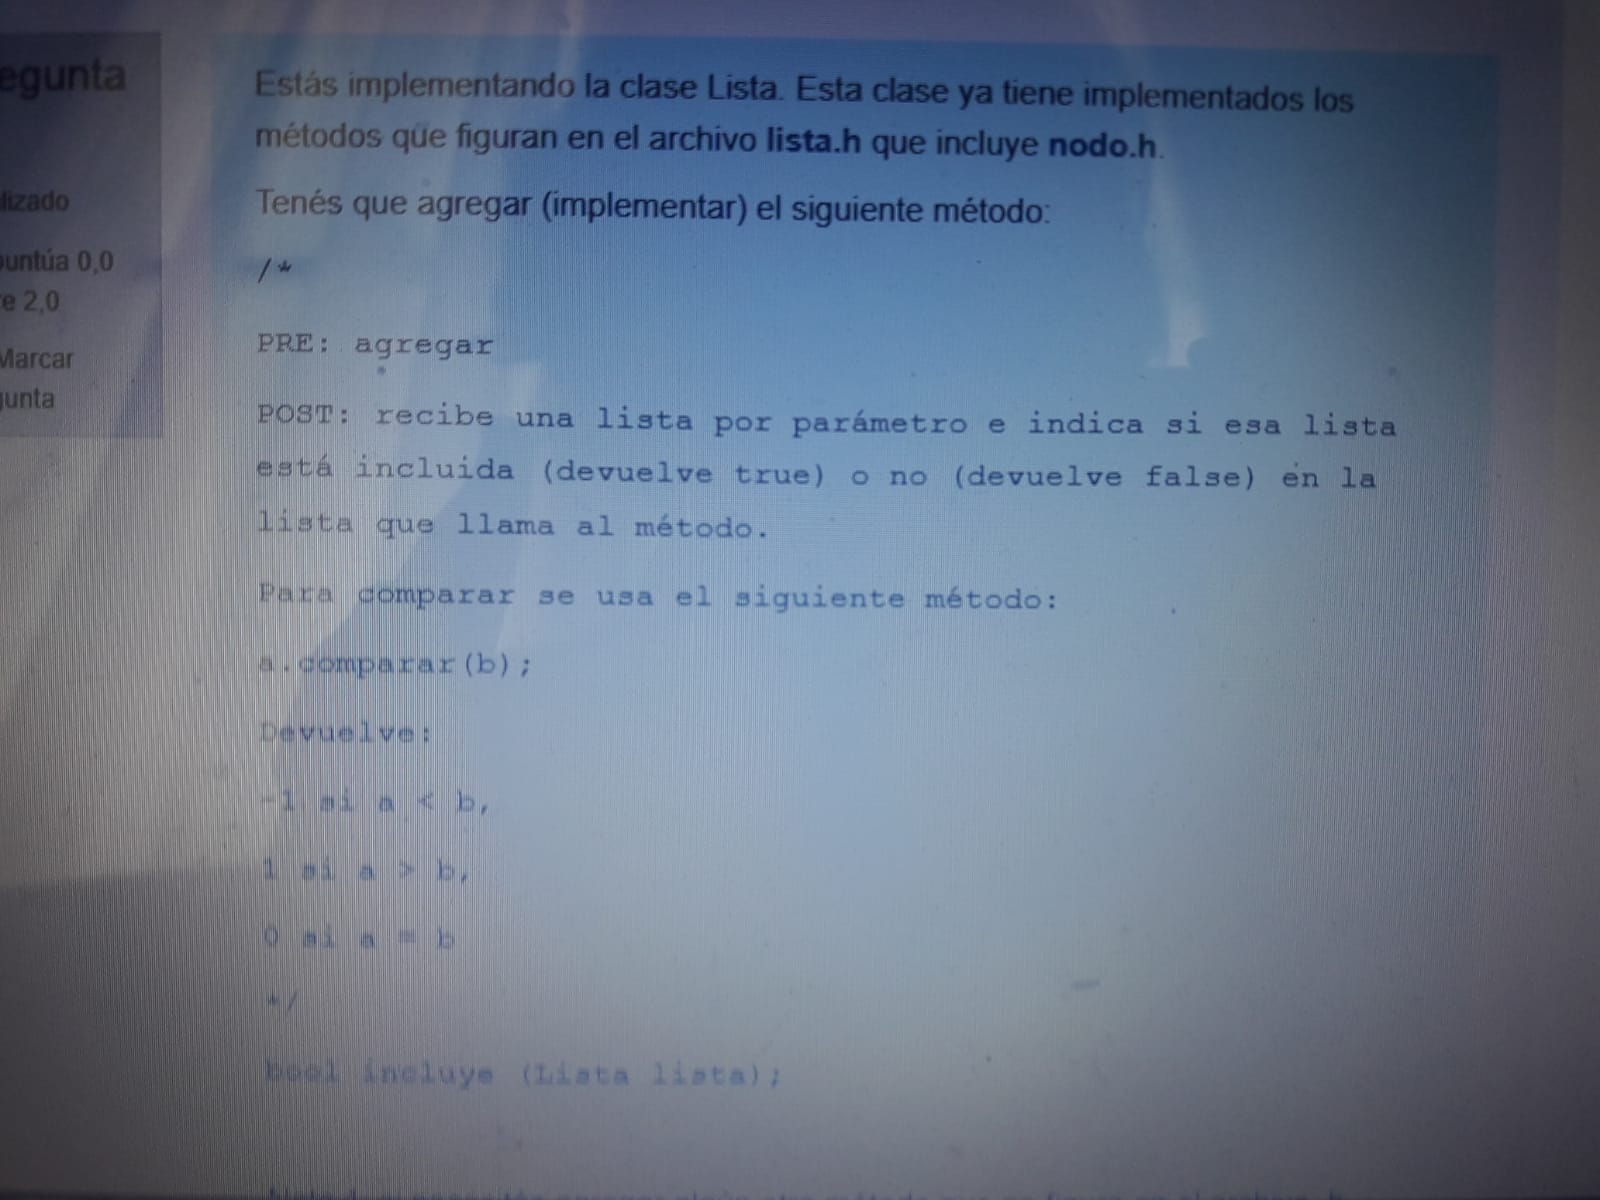 egunta
lizado
puntúa 0,0
e 2,0
Marcar
gunta
Estás implementando la clase Lista. Esta clase ya tiene implementados los
métodos que figuran en el archivo lista.h que incluye nodo.h.
Tenés que agregar (implementar) el siguiente método:
/*
PRE: agregar
POST: recibe una lista por parámetro e indica si esa lista
está incluída (devuelve true) o no (devuelve false) en la
lista que llama al método.
Para comparar se usa el siguiente método:
a.comparar(b);
Devuelve:
-1 si a < b,
1 si a > b,
0 si a = b
*/
bool incluye (Lista lista);